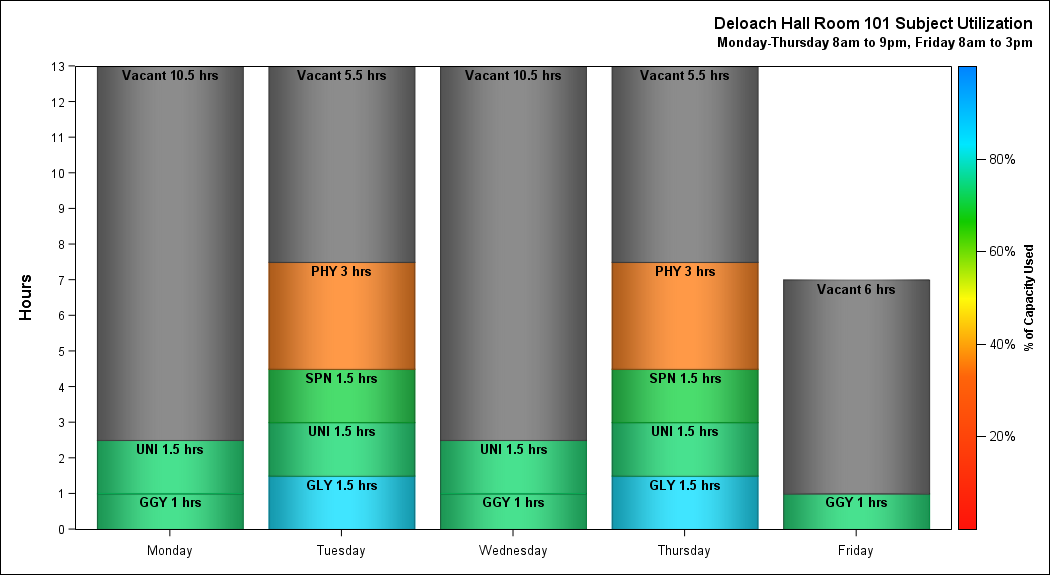 Deloach Hall Room 101 Subject Utilization
Monday-Thursday 8am to 9pm, Friday 8am to 3pm
Hours
13
12
11
10
9
8
7
6
5
4
3
2
1
0
Vacant 10.5 hrs
UNI 1.5 hrs
GGY 1 hrs
Monday
Vacant 5.5 hrs
PHY 3 hrs
SPN 1.5 hrs
UNI 1.5 hrs
GLY 1.5 hrs
Tuesday
Vacant 10.5 hrs
UNI 1.5 hrs
GGY 1 hrs
Wednesday
Vacant 5.5 hrs
PHY 3 hrs
SPN 1.5 hrs
UNI 1.5 hrs
GLY 1.5 hrs
Thursday
Vacant 6 hrs
GGY 1 hrs
Friday
80%
60%
40%
20%
% of Capacity Used